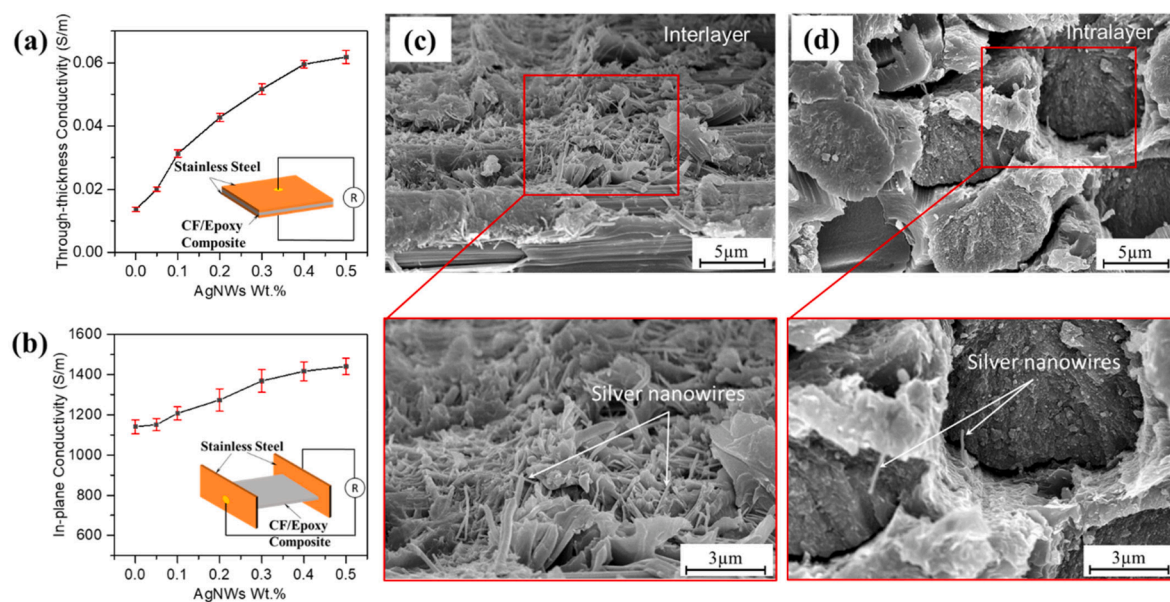 (a)
Through-thickness Conductivity (S/m)
0.06
0.04
0.02
0.00
Stainless Steel
CF/Epoxy
Composite
R
0.0 0.1 0.2 0.3 0.4 0.5
AgNWs Wt.%
(b)
In-plane Conductivity (S/m)
1600
1400
1200
1000
800
600
Stainless Steel
CF/Epoxy
Composite
R
0.0 0.1 0.2 0.3 0.4 0.5
AgNWs Wt.%
(c)
Interlayer
5µm
Silver nanowires
3µm
(d)
Intralayer
5µm
Silver nanowires
3µm